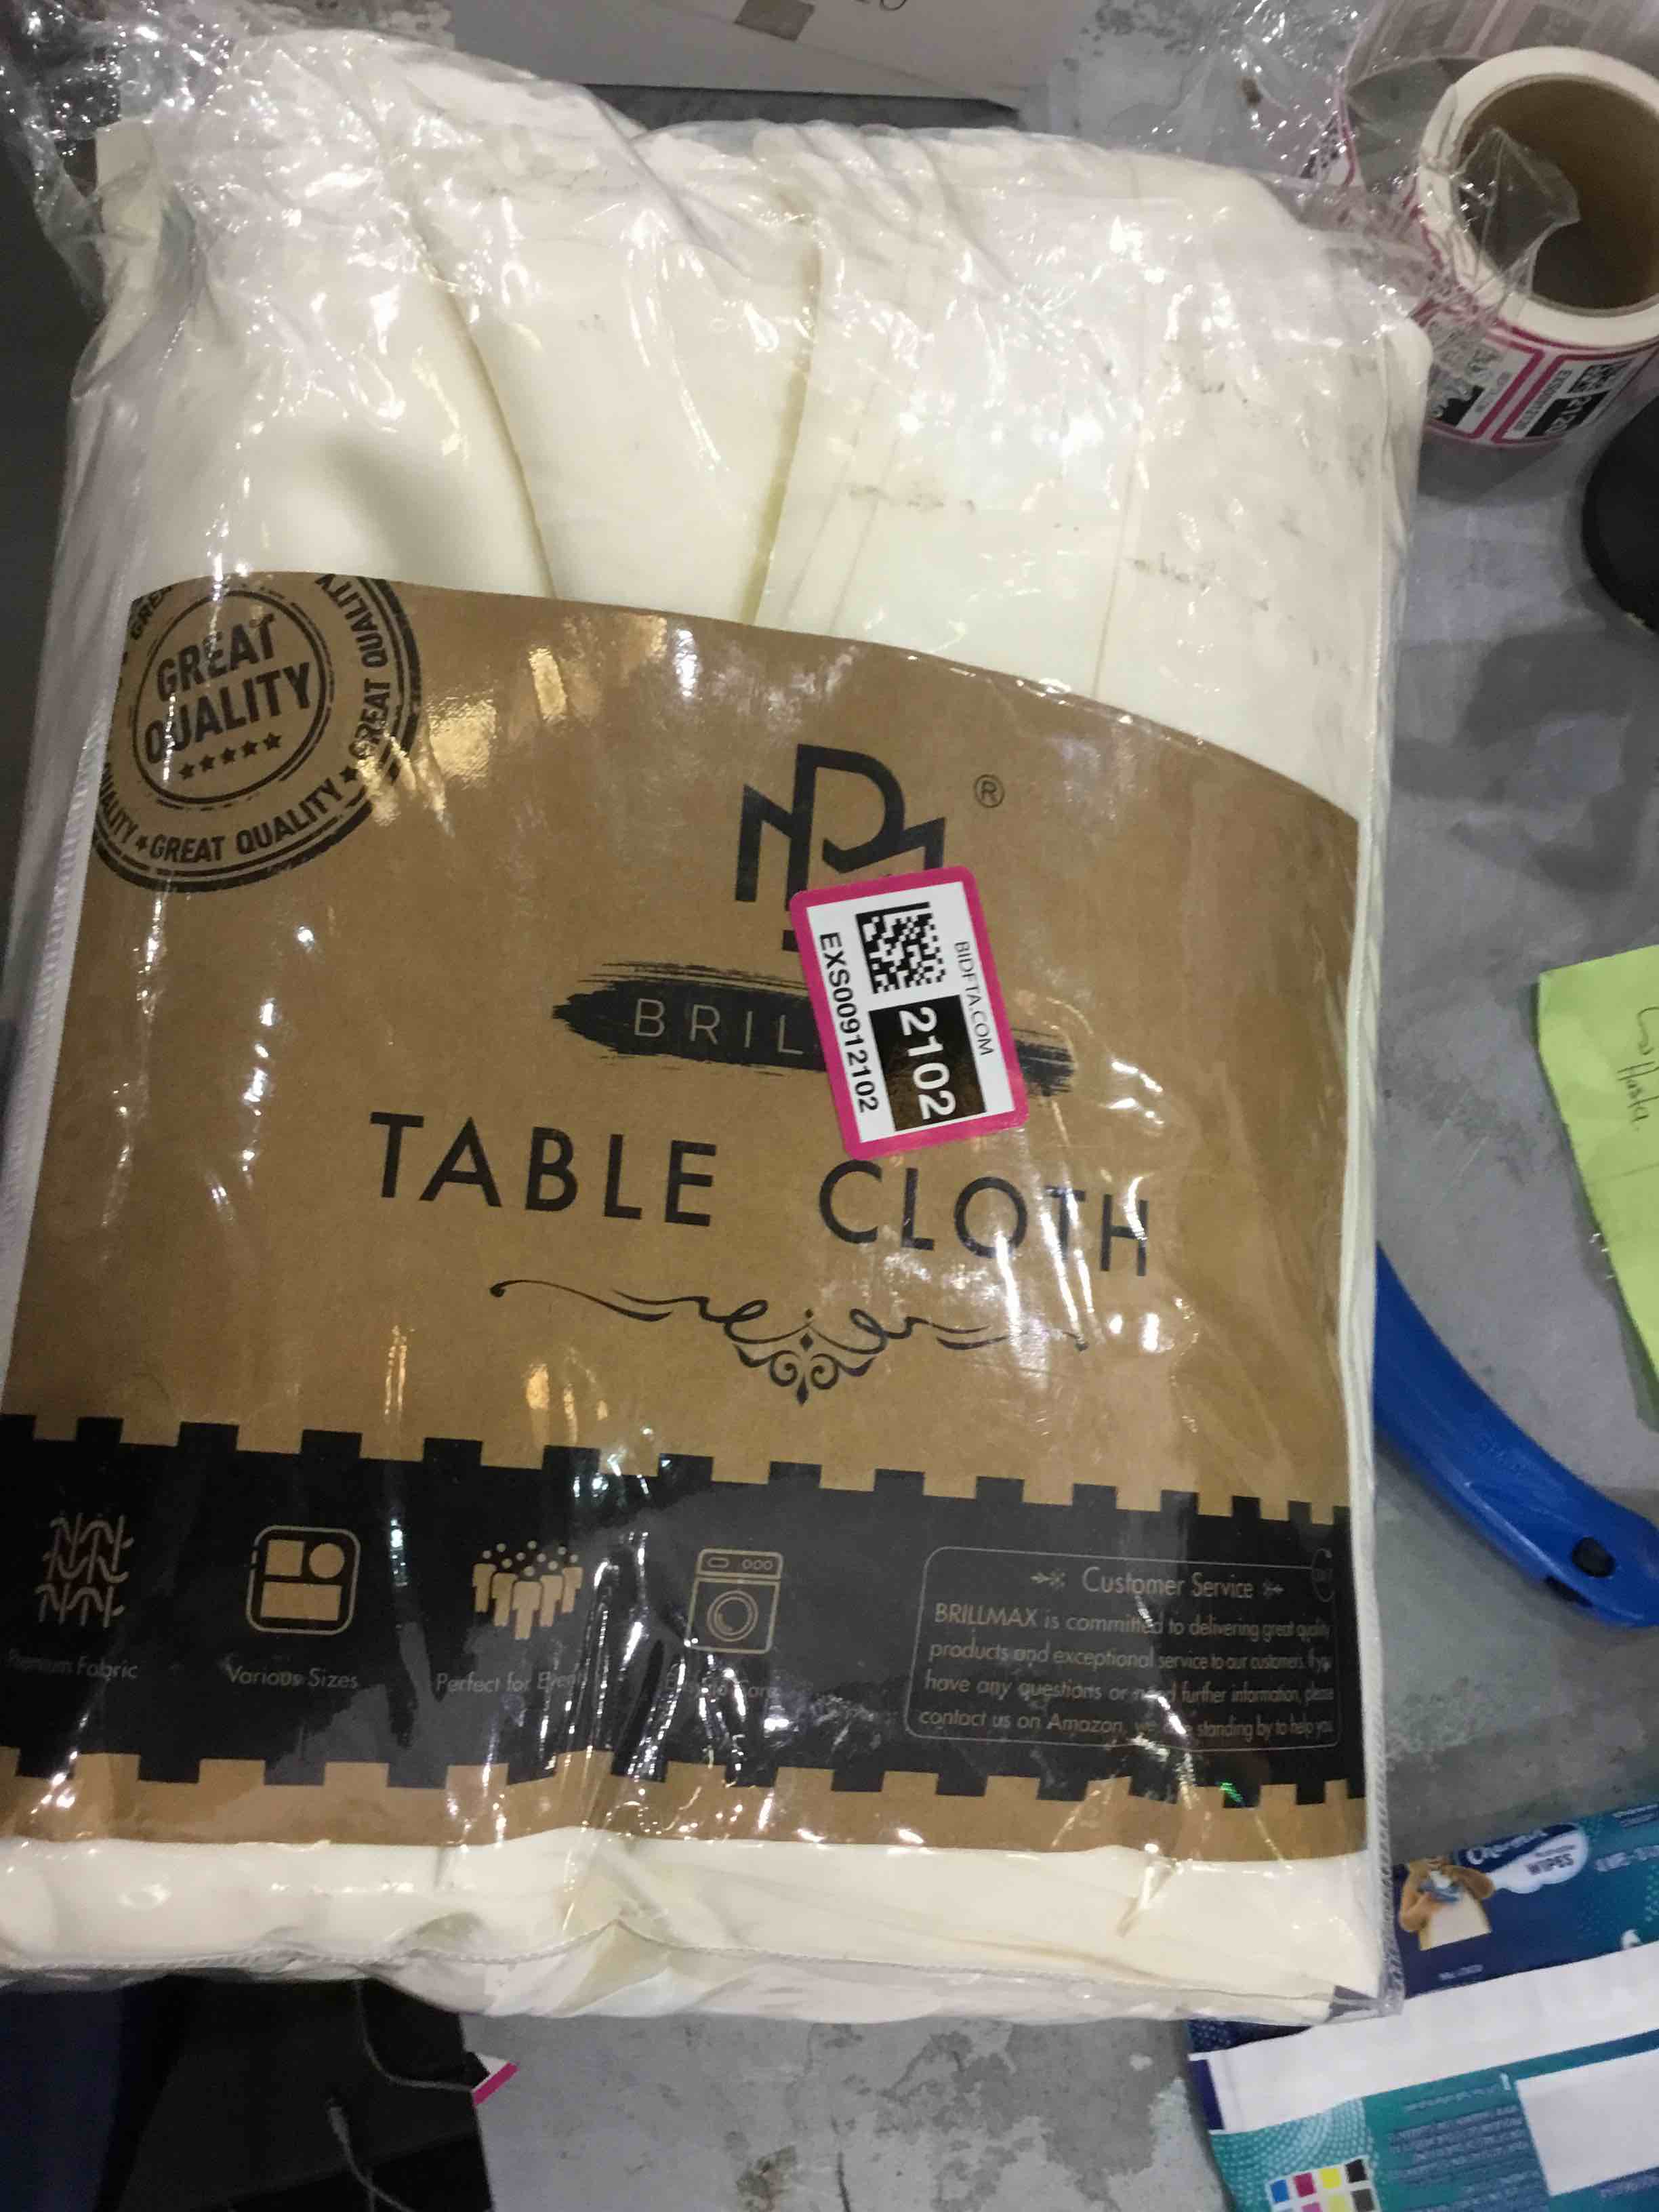 GREAT
QUALITY
GREAT QUALITY
GREAT QUALITY
®
BRIL
BIDFTA.COM
2102
EXS00912102
TABLE CLOTH
Premium Fabric
Various Sizes
Perfect for Event
Customer Service
BRILLMAX is committed to delivering great quality
products and exceptional service to our customers. If you
have any questions or need further information, please
contact us on Amazon, we are standing by to help you
WIPES